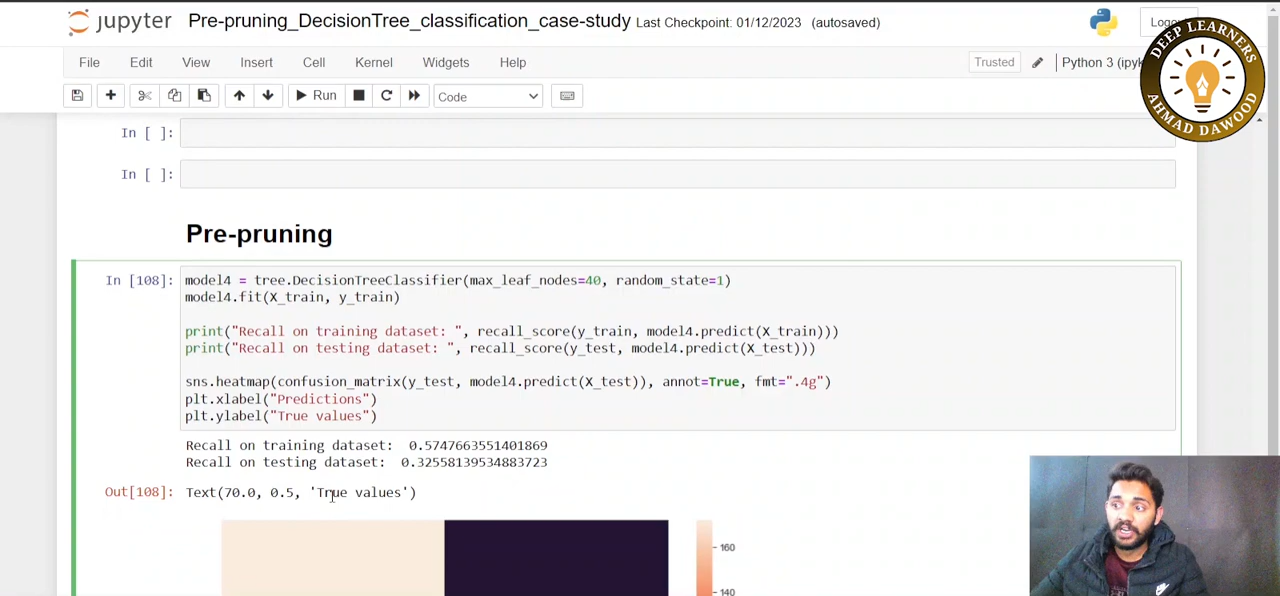 jupyter Pre-pruning_DecisionTree_classification_case-study Last Checkpoint: 01/12/2023 (autosaved)
File Edit View Insert Cell Kernel Widgets Help
Trusted Python 3 (ipyk
Run Code
DEEP LEARNERS
AHMAD DAWOOD
In [ ]:
In [ ]:
Pre-pruning
In [108]: model4 = tree.DecisionTreeClassifier(max_leaf_nodes=40, random_state=1)
model4.fit(X_train, y_train)
print("Recall on training dataset: ", recall_score(y_train, model4.predict(X_train)))
print("Recall on testing dataset: ", recall_score(y_test, model4.predict(X_test)))
sns.heatmap(confusion_matrix(y_test, model4.predict(X_test)), annot=True, fmt=".4g")
plt.xlabel("Predictions")
plt.ylabel("True values")
Recall on training dataset:  0.5747663551401869
Recall on testing dataset:  0.32558139534883723
Out[108]: Text(70.0, 0.5, 'True values')
160
140